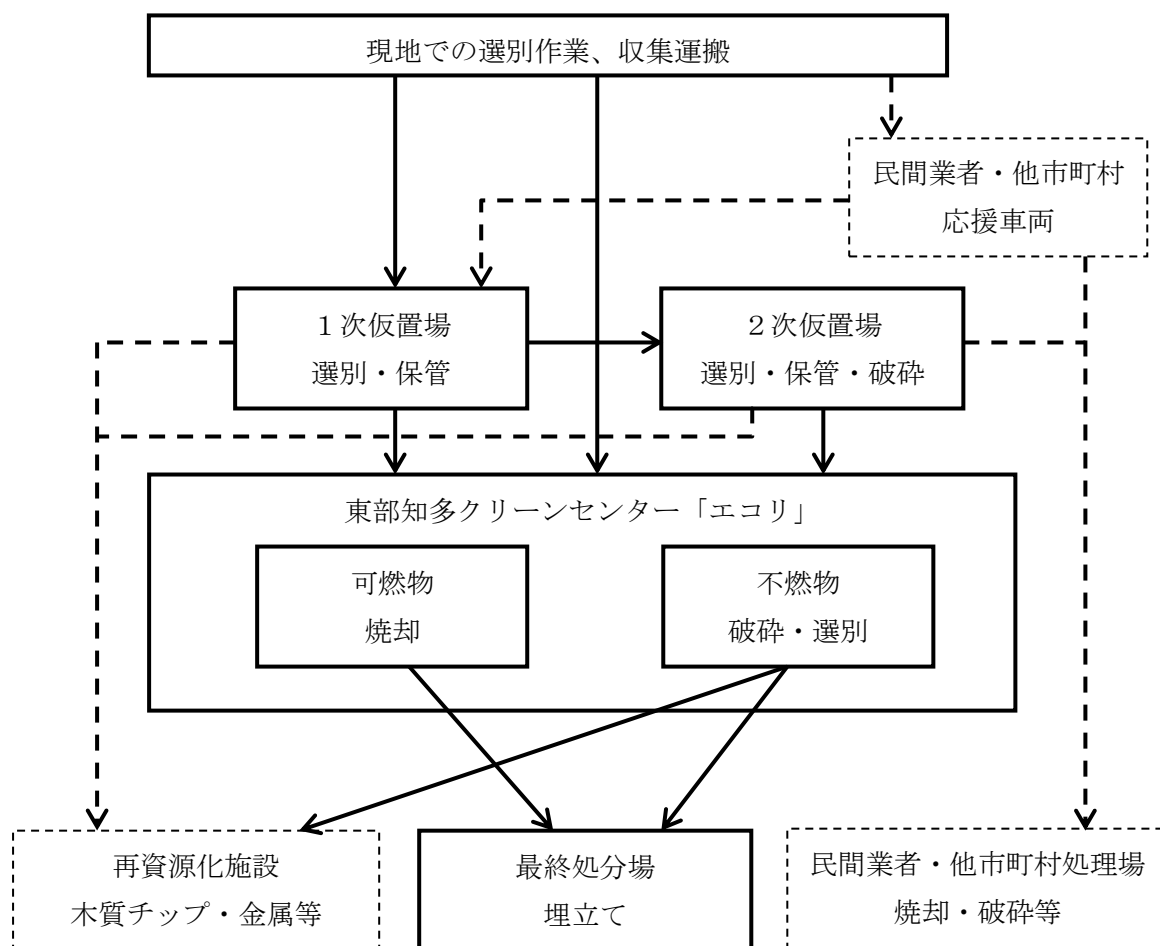 現地での選別作業、収集運搬
民間業者・他市町村
応援車両
１次仮置場
選別・保管
２次仮置場
選別・保管・破砕
東部知多クリーンセンター「エコリ」
可燃物
焼却
不燃物
破砕・選別
再資源化施設
木質チップ・金属等
最終処分場
埋立て
民間業者・他市町村処理場
焼却・破砕等